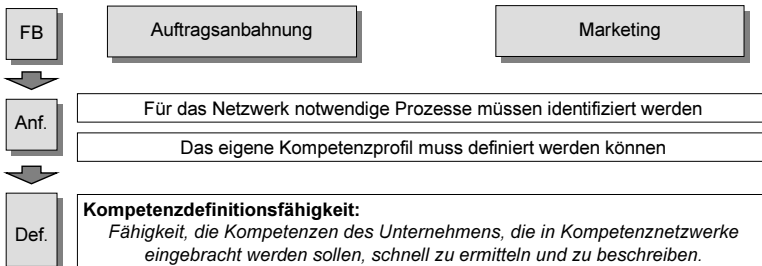 FB
Auftragsanbahnung
Marketing
Anf.
Für das Netzwerk notwendige Prozesse müssen identifiziert werden
Das eigene Kompetenzprofil muss definiert werden können
Def.
Kompetenzdefinitionsfähigkeit:
Fähigkeit, die Kompetenzen des Unternehmens, die in Kompetenznetzwerke
eingebracht werden sollen, schnell zu ermitteln und zu beschreiben.